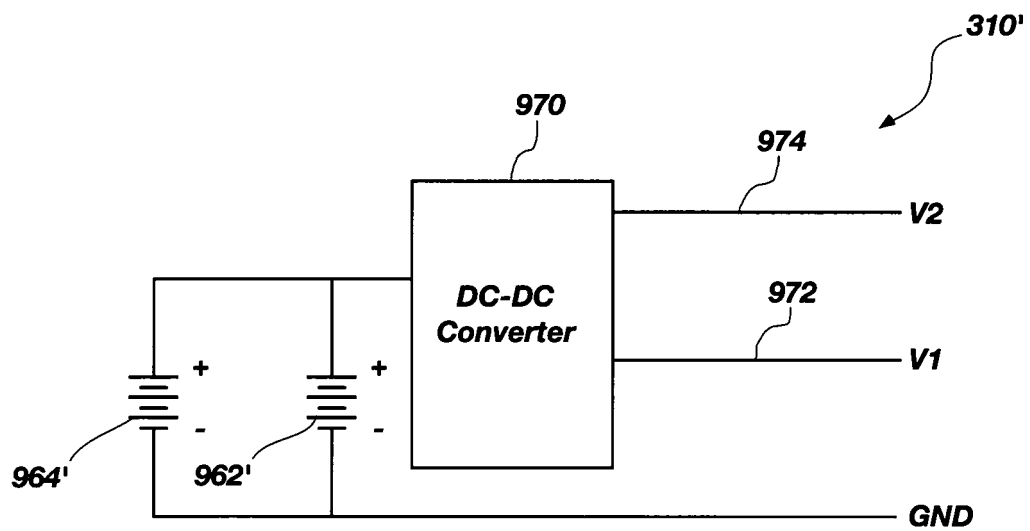 310'
970
974
V2
DC-DC
Converter
972
V1
+
+
-
-
964'
962'
GND